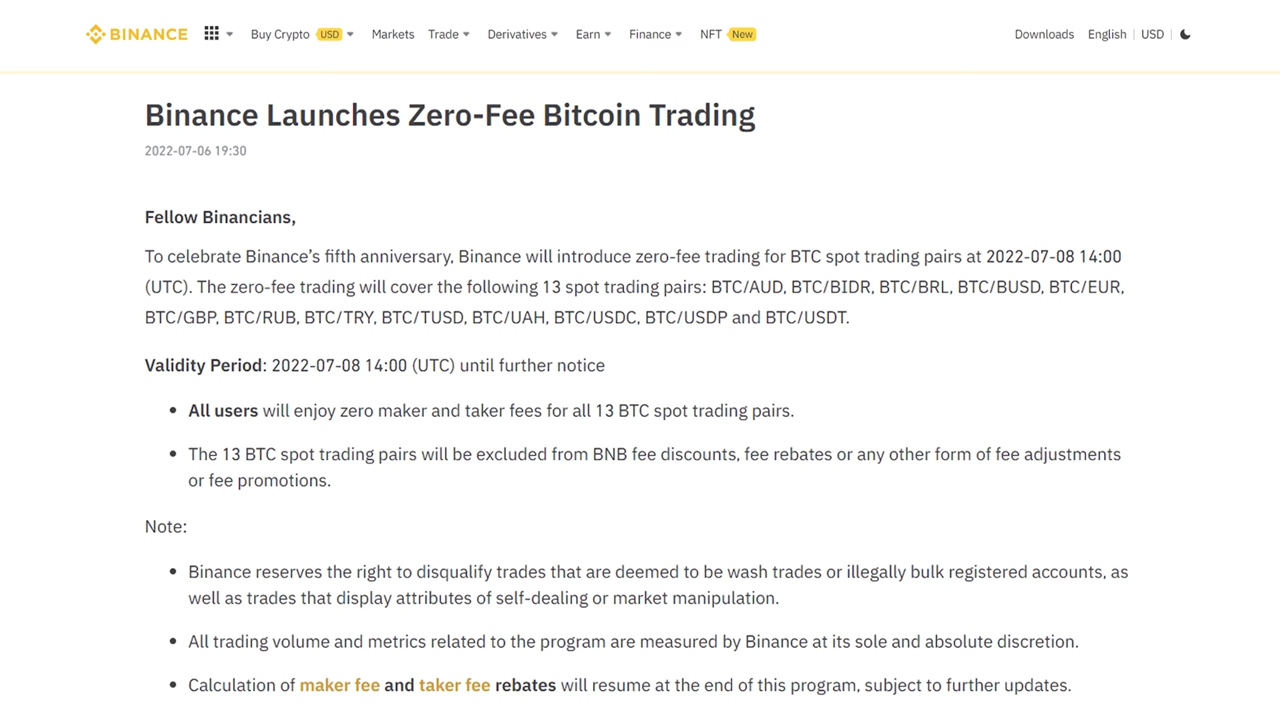 BINANCE Buy Crypto USD Markets Trade Derivatives Earn Finance NFT New Downloads English USD
Binance Launches Zero-Fee Bitcoin Trading
2022-07-06 19:30
Fellow Binancians,
To celebrate Binance’s fifth anniversary, Binance will introduce zero-fee trading for BTC spot trading pairs at 2022-07-08 14:00
(UTC). The zero-fee trading will cover the following 13 spot trading pairs: BTC/AUD, BTC/BIDR, BTC/BRL, BTC/BUSD, BTC/EUR,
BTC/GBP, BTC/RUB, BTC/TRY, BTC/TUSD, BTC/UAH, BTC/USDC, BTC/USDP and BTC/USDT.
Validity Period: 2022-07-08 14:00 (UTC) until further notice
• All users will enjoy zero maker and taker fees for all 13 BTC spot trading pairs.
• The 13 BTC spot trading pairs will be excluded from BNB fee discounts, fee rebates or any other form of fee adjustments
or fee promotions.
Note:
• Binance reserves the right to disqualify trades that are deemed to be wash trades or illegally bulk registered accounts, as
well as trades that display attributes of self-dealing or market manipulation.
• All trading volume and metrics related to the program are measured by Binance at its sole and absolute discretion.
• Calculation of maker fee and taker fee rebates will resume at the end of this program, subject to further updates.